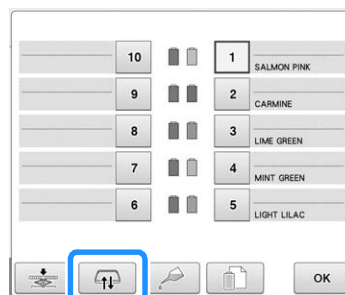 10 1 SALMON PINK
9 2 CARMINE
8 3 LIME GREEN
7 4 MINT GREEN
6 5 LIGHT LILAC
OK